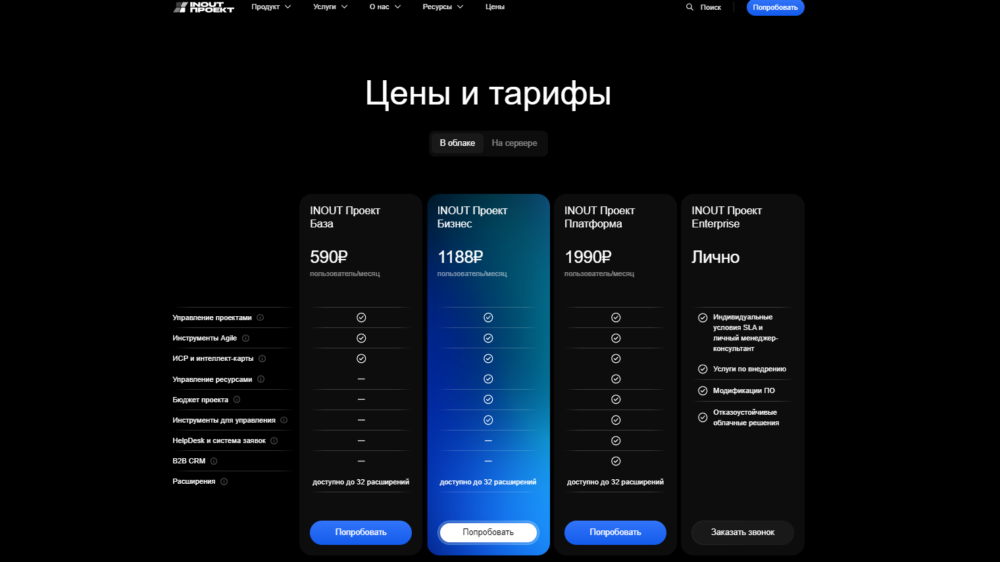 INOUT
ПРОЕКТ
Продукт
Услуги
О нас
Ресурсы
Цены
Поиск
Попробовать
Цены и тарифы
В облаке
На сервере
INOUT Проект
База
590₽
пользователь/месяц
INOUT Проект
Бизнес
1188₽
пользователь/месяц
INOUT Проект
Платформа
1990₽
пользователь/месяц
INOUT Проект
Enterprise
Лично
Управление проектами
Инструменты Agile
ИСР и интеллект-карты
Управление ресурсами
Бюджет проекта
Инструменты для управления
HelpDesk и система заявок
B2B CRM
Расширения
доступно до 32 расширений
доступно до 32 расширений
доступно до 32 расширений
Индивидуальные
условия SLA и
личный менеджер-
консультант
Услуги по внедрению
Модификации ПО
Отказоустойчивые
облачные решения
Попробовать
Попробовать
Попробовать
Заказать звонок